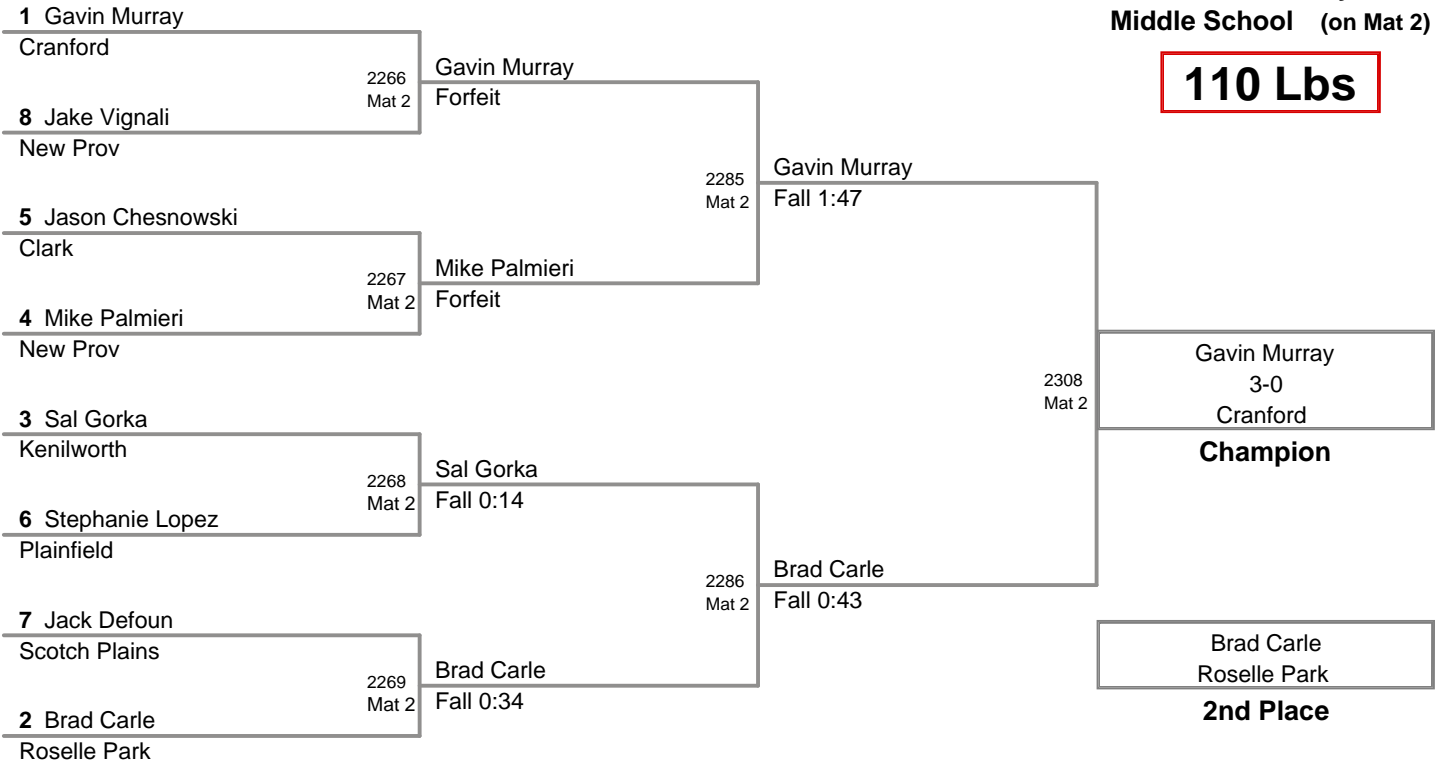 Middle School (on Mat 2)
110 Lbs
1 Gavin Murray
Cranford
2266
Mat 2
8 Jake Vignali
New Prov
Gavin Murray
Forfeit
5 Jason Chesnowski
Clark
2267
Mat 2
4 Mike Palmieri
New Prov
Mike Palmieri
Forfeit
2285
Mat 2
Gavin Murray
Fall 1:47
3 Sal Gorka
Kenilworth
2268
Mat 2
6 Stephanie Lopez
Plainfield
Sal Gorka
Fall 0:14
7 Jack Defoun
Scotch Plains
2269
Mat 2
2 Brad Carle
Roselle Park
Brad Carle
Fall 0:34
2286
Mat 2
Brad Carle
Fall 0:43
2308
Mat 2
Gavin Murray
3-0
Cranford
Champion
Brad Carle
Roselle Park
2nd Place